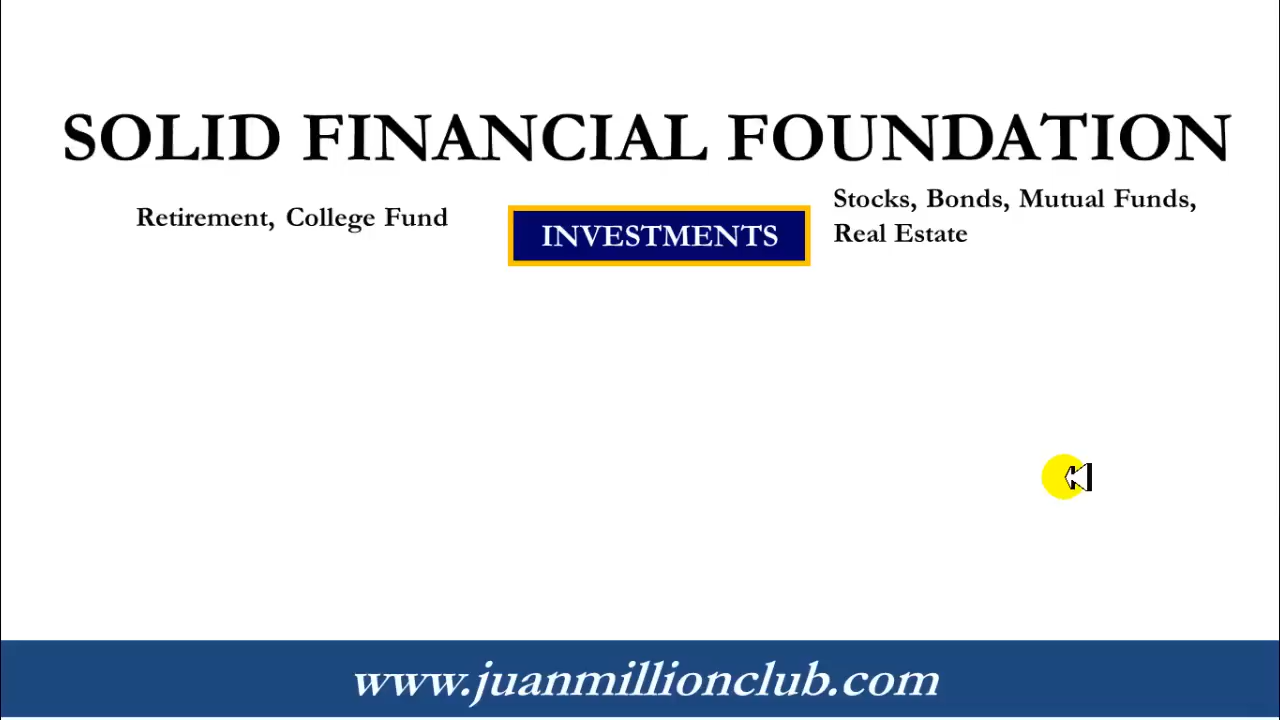 SOLID FINANCIAL FOUNDATION
Retirement, College Fund
INVESTMENTS
Stocks, Bonds, Mutual Funds,
Real Estate
www.juanmillionclub.com